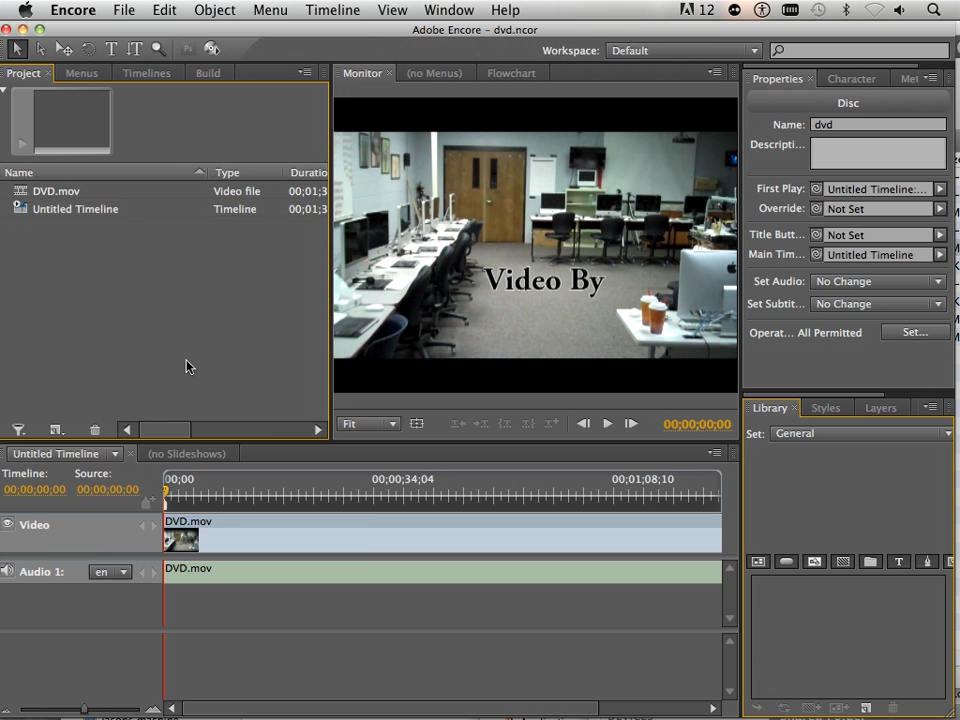 Encore File Edit Object Menu Timeline View Window Help 12
Adobe Encore - dvd.ncor
Workspace: Default
Project Menus Timelines Build
Monitor (no Menus) Flowchart
Properties Character Met
Disc
Name: dvd
Descripti...
First Play: Untitled Timeline:...
Override: Not Set
Title Butt... Not Set
Main Tim... Untitled Timeline
Set Audio: No Change
Set Subtit... No Change
Operat... All Permitted Set...
Name Type Duratio
DVD.mov Video file 00;01;3
Untitled Timeline Timeline 00;01;3
Video By
Fit 00;00;00;00
Library Styles Layers
Set: General
Untitled Timeline (no Slideshows)
Timeline: Source:
00;00;00;00 00;00;00;00
00;00 00;00;34;04 00;01;08;10
Video DVD.mov
Audio 1: en DVD.mov